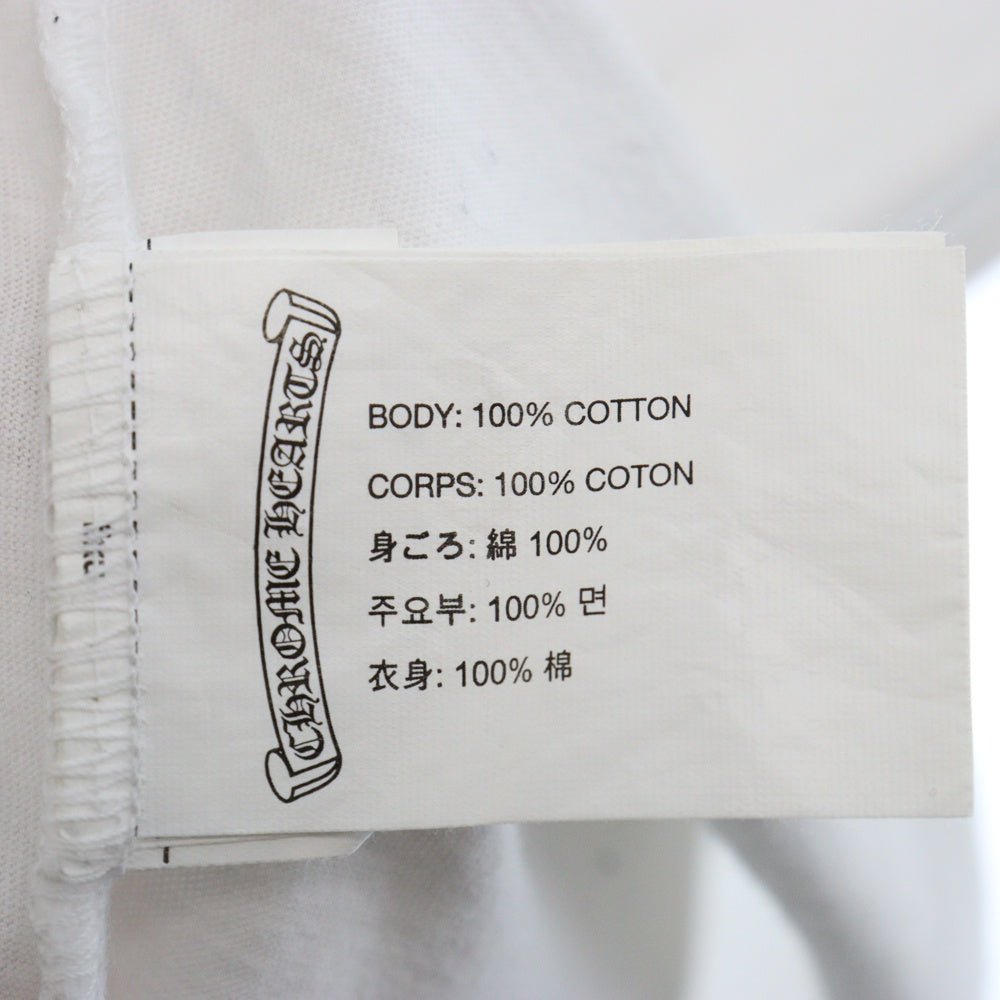 CHROME HEARTS
BODY: 100% COTTON
CORPS: 100% COTON
身ごろ: 綿 100%
주요부: 100% 면
衣身: 100% 棉